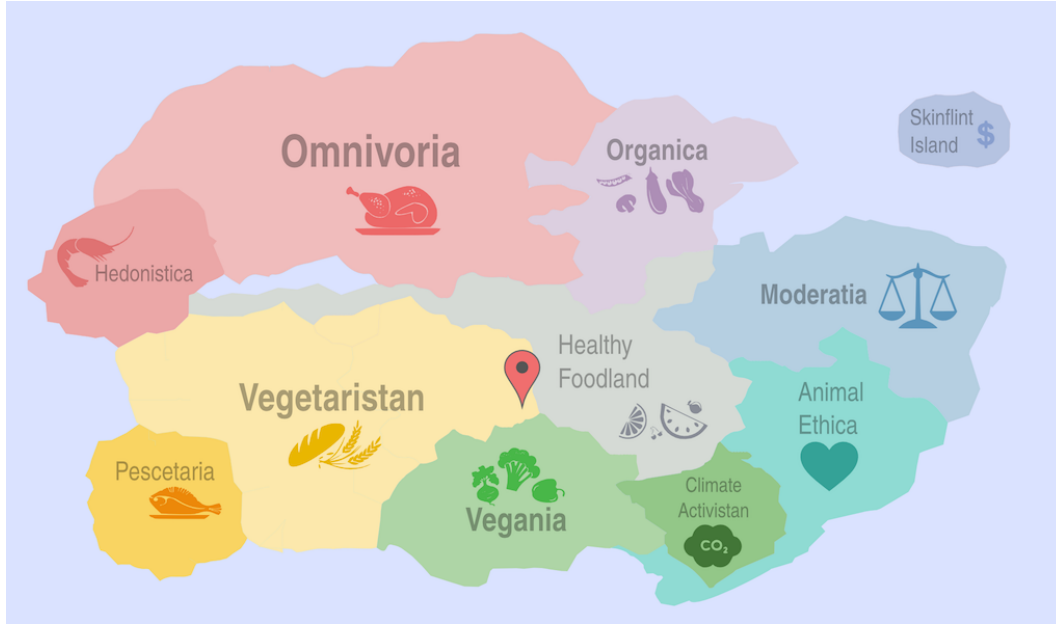 Omnivoria
Organica
Skinflint
Island
$
Hedonistica
Moderatia
Healthy
Foodland
Vegetaristan
Animal
Ethica
Pescetaria
Climate
Activistan
Vegania
CO₂